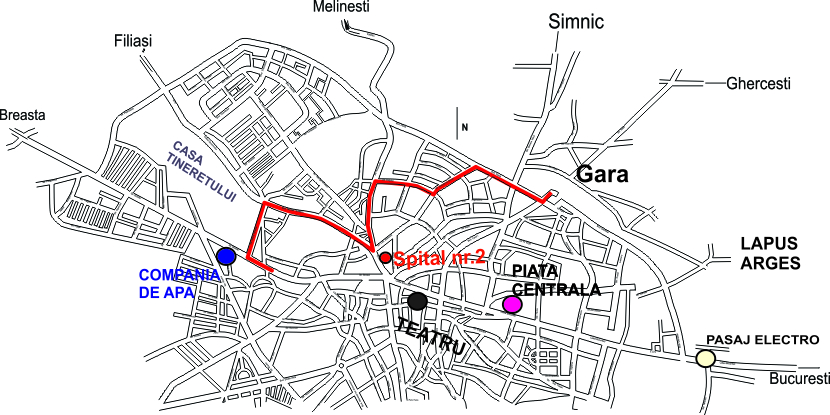 Melinesti
Simnic
Filiași
Ghercesti
Breasta
N
CASA
TINERETULUI
Gara
LAPUS
ARGES
Spital nr.2
COMPANIA
DE APA
PIATA
CENTRALA
TEATRU
PASAJ ELECTRO
Bucuresti